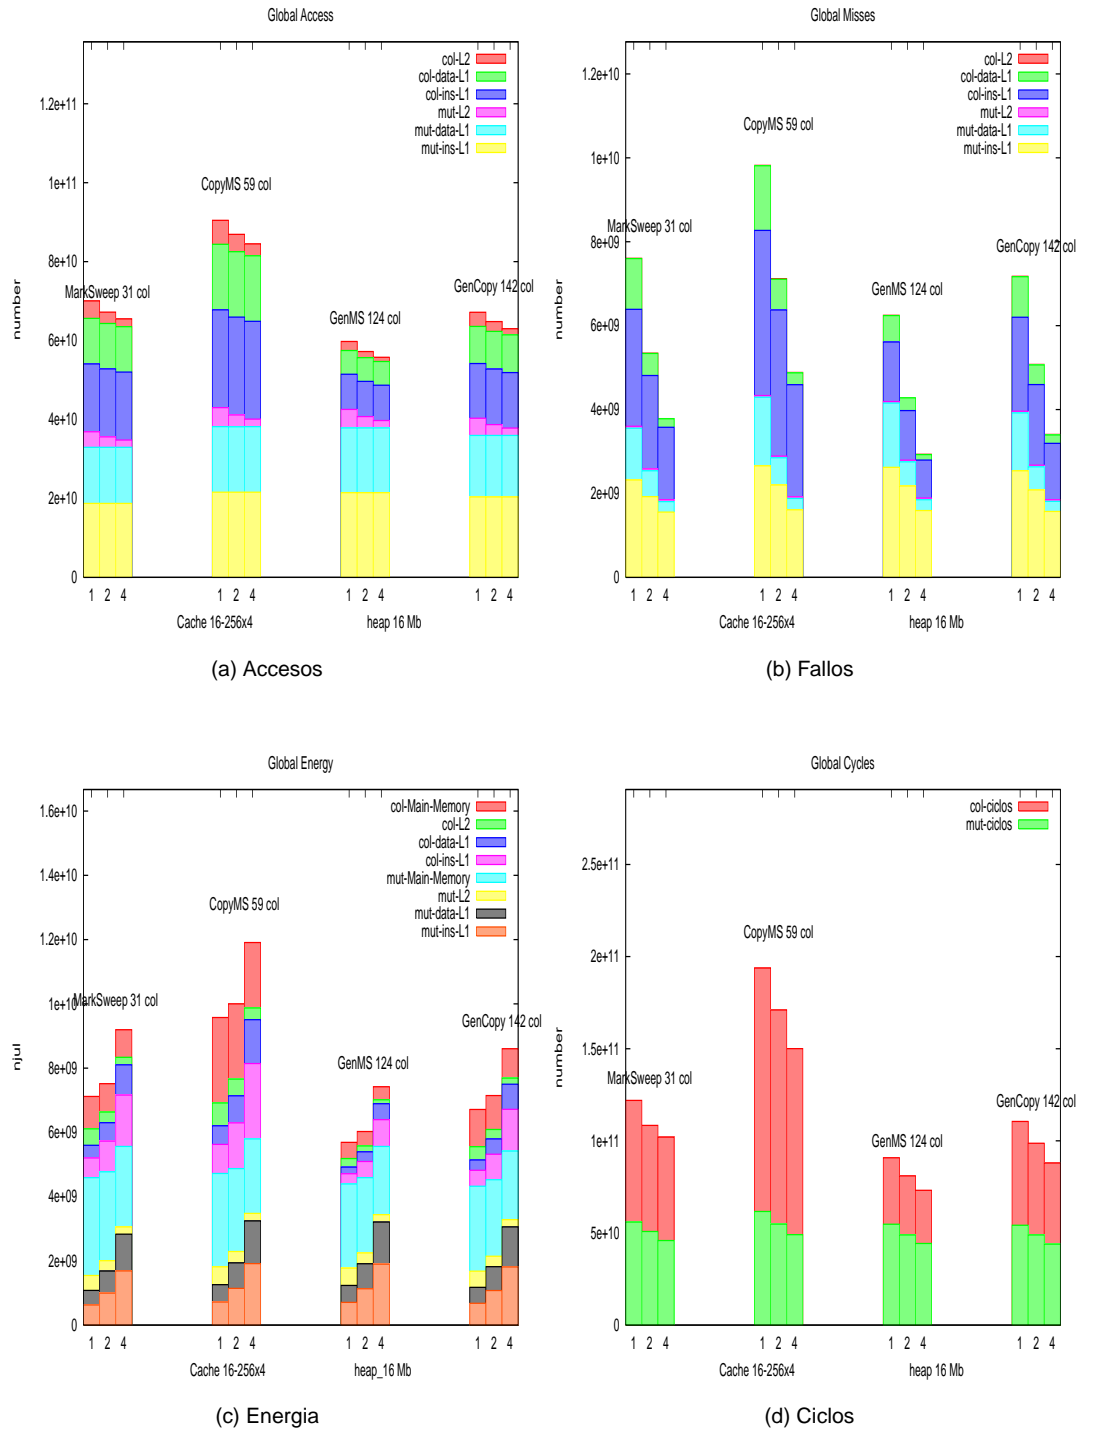 Global Access
col-L2
col-data-L1
col-ins-L1
mut-L2
mut-data-L1
mut-ins-L1
1.2e+11
1e+11
8e+10
6e+10
4e+10
2e+10
0
number
MarkSweep 31 col
CopyMS 59 col
GenMS 124 col
GenCopy 142 col
1 2 4 1 2 4 1 2 4 1 2 4
Cache 16-256x4 heap 16 Mb
(a) Accesos
Global Misses
col-L2
col-data-L1
col-ins-L1
mut-L2
mut-data-L1
mut-ins-L1
1.2e+10
1e+10
8e+09
6e+09
4e+09
2e+09
0
number
MarkSweep 31 col
CopyMS 59 col
GenMS 124 col
GenCopy 142 col
1 2 4 1 2 4 1 2 4 1 2 4
Cache 16-256x4 heap 16 Mb
(b) Fallos
Global Energy
col-Main-Memory
col-L2
col-data-L1
col-ins-L1
mut-Main-Memory
mut-L2
mut-data-L1
mut-ins-L1
1.6e+10
1.4e+10
1.2e+10
1e+10
8e+09
6e+09
4e+09
2e+09
0
njul
MarkSweep 31 col
CopyMS 59 col
GenMS 124 col
GenCopy 142 col
1 2 4 1 2 4 1 2 4 1 2 4
Cache 16-256x4 heap_16 Mb
(c) Energia
Global Cycles
col-ciclos
mut-ciclos
2.5e+11
2e+11
1.5e+11
1e+11
5e+10
0
number
MarkSweep 31 col
CopyMS 59 col
GenMS 124 col
GenCopy 142 col
1 2 4 1 2 4 1 2 4 1 2 4
Cache 16-256x4 heap 16 Mb
(d) Ciclos